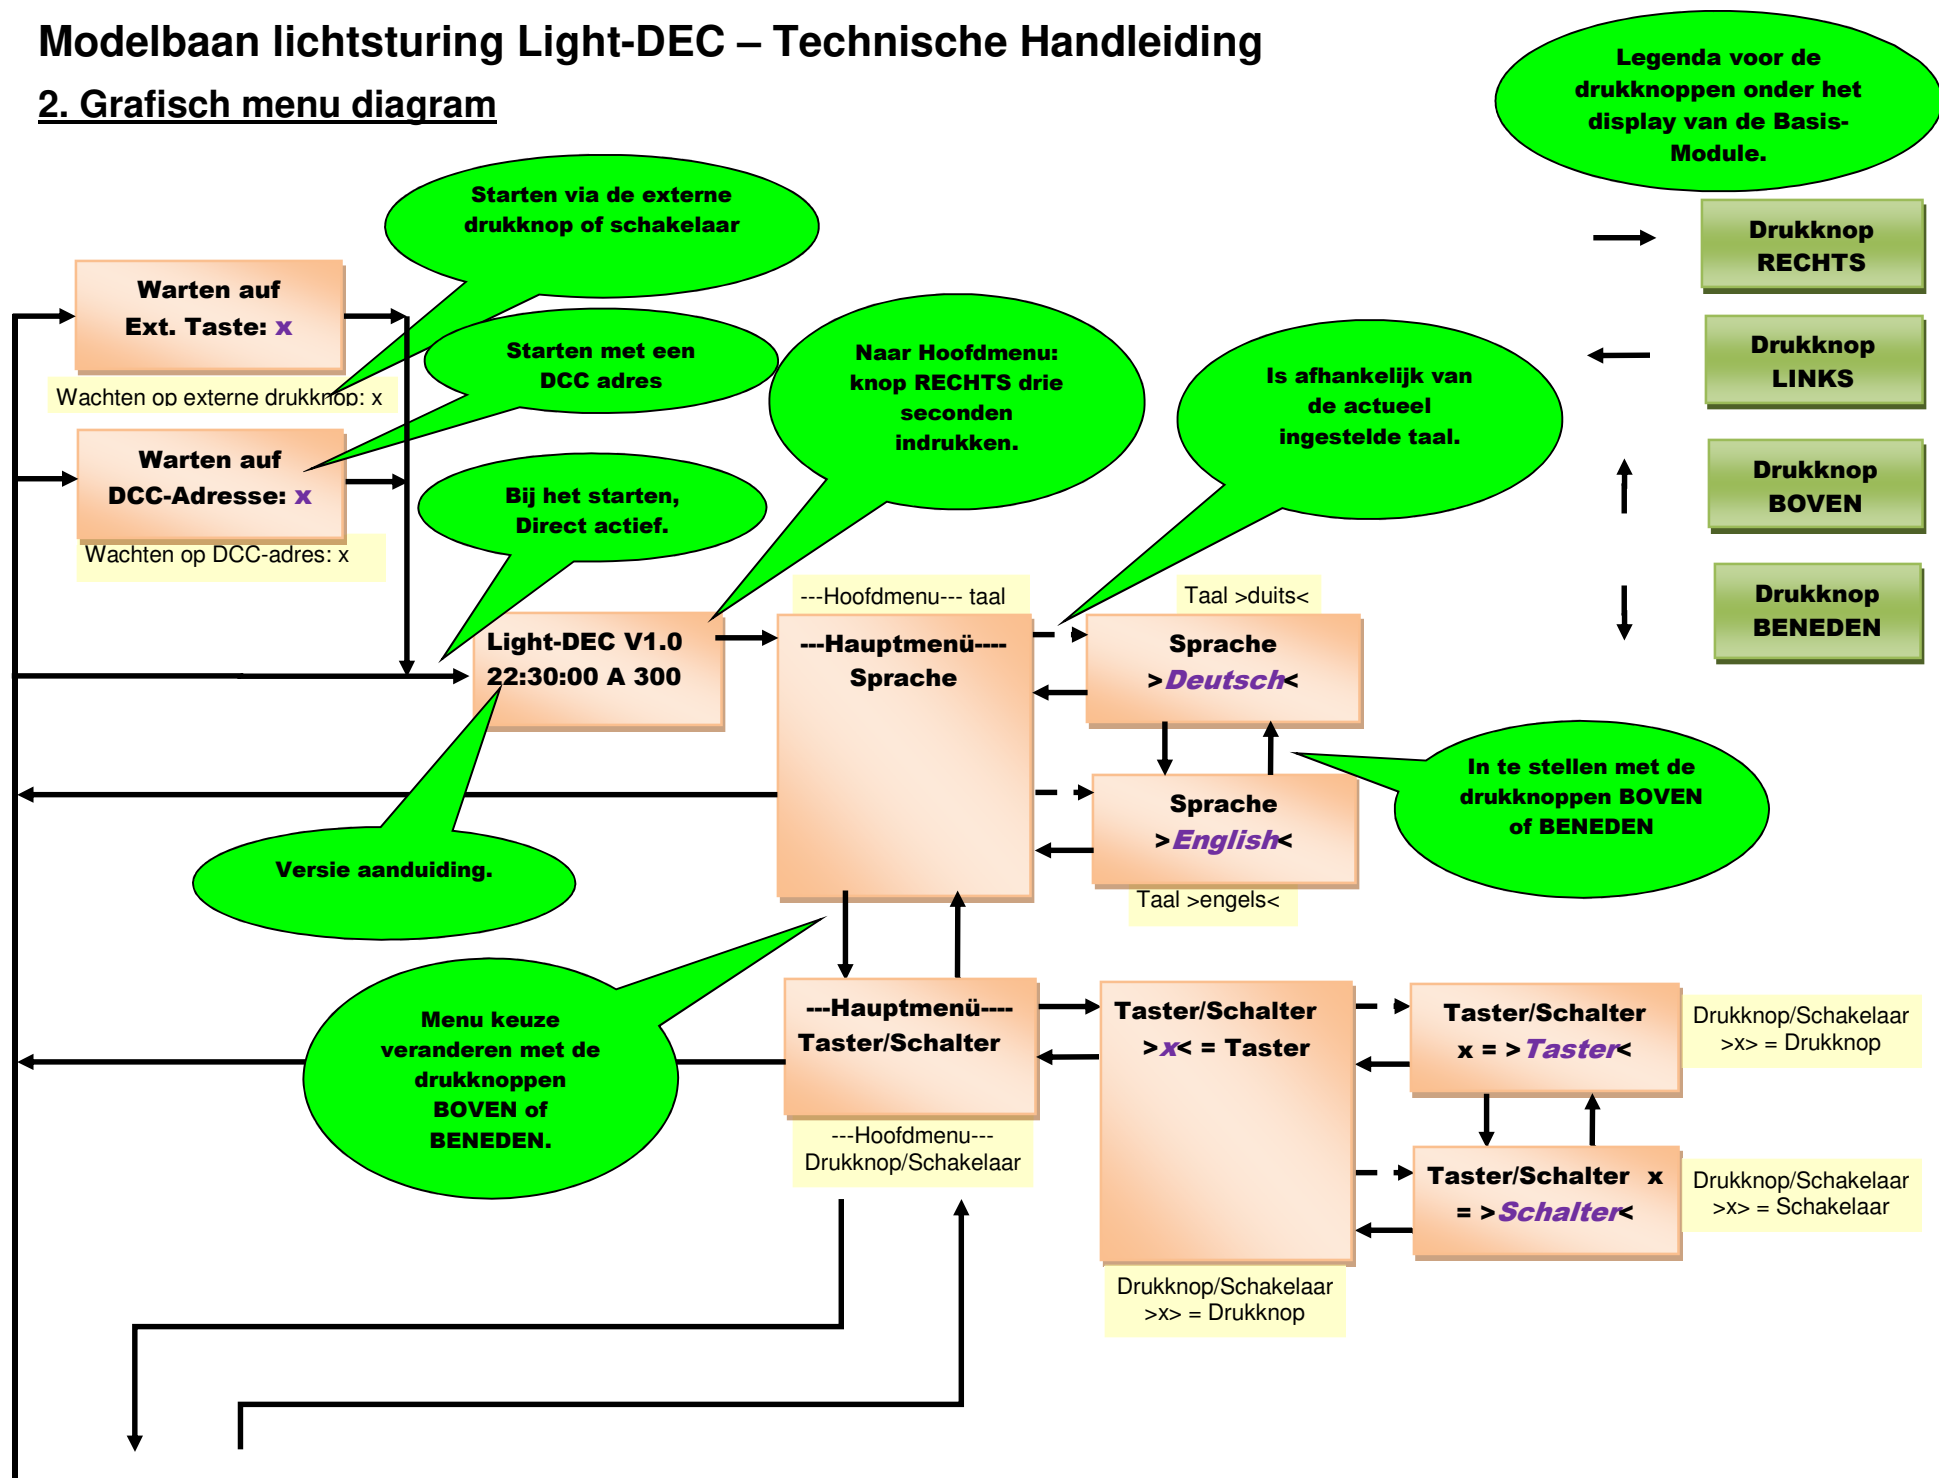 Modelbaan lichtsturing Light-DEC – Technische Handleiding
2. Grafisch menu diagram
Legenda voor de
drukknoppen onder het
display van de Basis-
Module.
Drukknop
RECHTS
Drukknop
LINKS
Drukknop
BOVEN
Drukknop
BENEDEN
Starten via de externe
drukknop of schakelaar
Warten auf
Ext. Taste: x
Wachten op externe drukknop: x
Starten met een
DCC adres
Warten auf
DCC-Adresse: x
Wachten op DCC-adres: x
Naar Hoofdmenu:
knop RECHTS drie
seconden
indrukken.
Is afhankelijk van
de actueel
ingestelde taal.
Bij het starten,
Direct actief.
Light-DEC V1.0
22:30:00 A 300
Versie aanduiding.
---Hoofdmenu--- taal
---Hauptmenü----
Sprache
Taal >duits<
Sprache
>Deutsch<
Sprache
>English<
Taal >engels<
In te stellen met de
drukknoppen BOVEN
of BENEDEN
Menu keuze
veranderen met de
drukknoppen
BOVEN of
BENEDEN.
---Hauptmenü----
Taster/Schalter
---Hoofdmenu---
Drukknop/Schakelaar
Taster/Schalter
>x< = Taster
Drukknop/Schakelaar
>x> = Drukknop
Taster/Schalter
x = >Taster<
Drukknop/Schakelaar
>x> = Drukknop
Taster/Schalter x
= >Schalter<
Drukknop/Schakelaar
>x> = Schakelaar